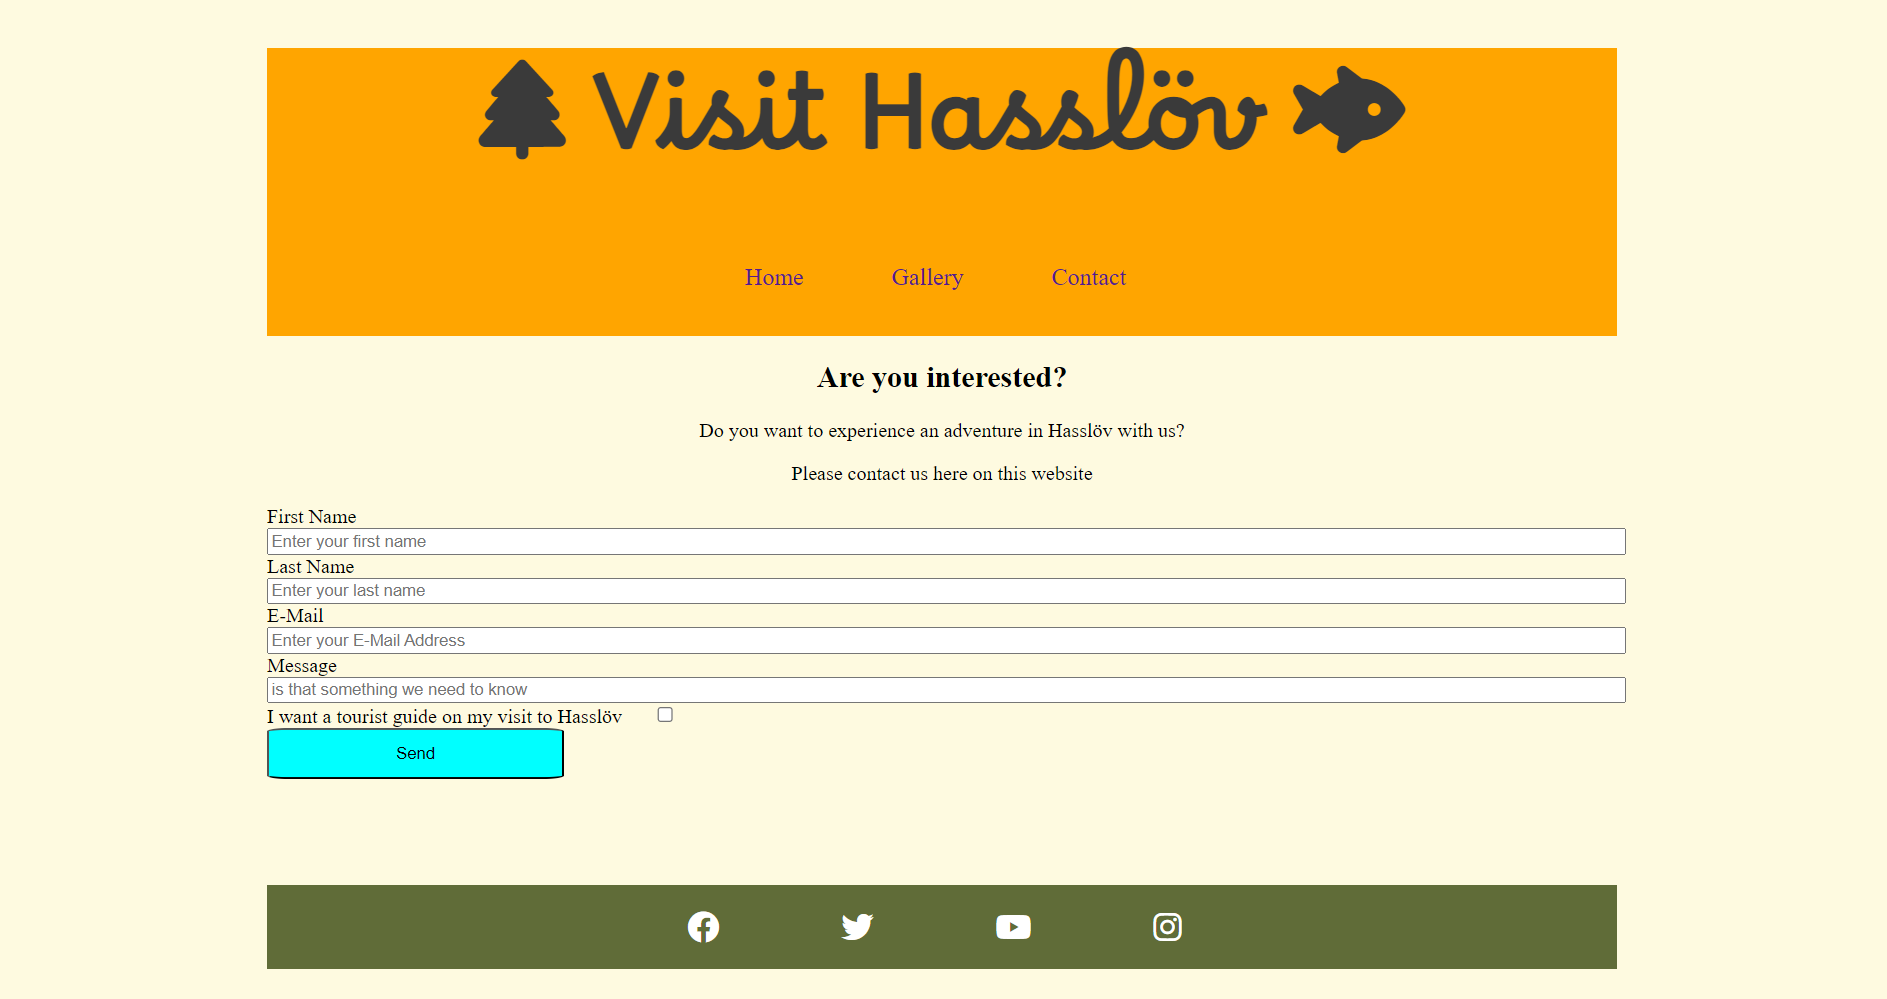 Visit Hasslöv
Home Gallery Contact
Are you interested?
Do you want to experience an adventure in Hasslöv with us?
Please contact us here on this website
First Name
Enter your first name
Last Name
Enter your last name
E-Mail
Enter your E-Mail Address
Message
is that something we need to know
I want a tourist guide on my visit to Hasslöv
Send